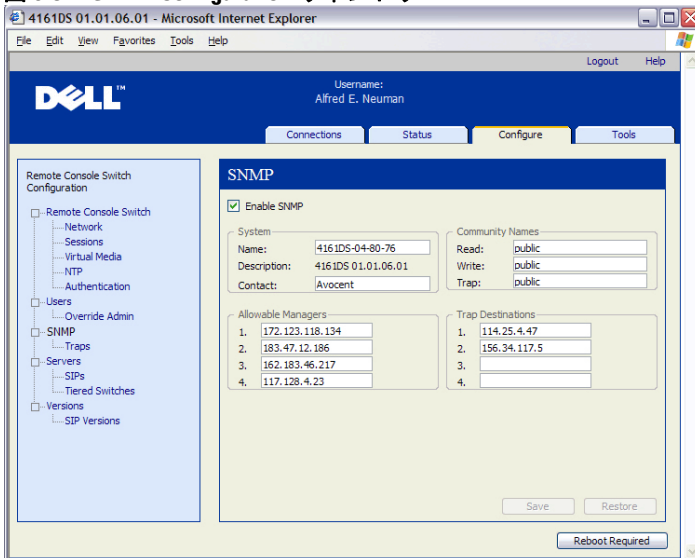 4161DS 01.01.06.01 - Microsoft Internet Explorer
File Edit View Favorites Tools Help
Logout Help
DELL™
Username:
Alfred E. Neuman
Connections Status Configure Tools
Remote Console Switch
Configuration
Remote Console Switch
Network
Sessions
Virtual Media
NTP
Authentication
Users
Override Admin
SNMP
Traps
Servers
SIPs
Tiered Switches
Versions
SIP Versions
SNMP
Enable SNMP
System
Name: 4161DS-04-80-76
Description: 4161DS 01.01.06.01
Contact: Avocent
Community Names
Read: public
Write: public
Trap: public
Allowable Managers
1. 172.123.118.134
2. 183.47.12.186
3. 162.183.46.217
4. 117.128.4.23
Trap Destinations
1. 114.25.4.47
2. 156.34.117.5
3.
4.
Save Restore
Reboot Required